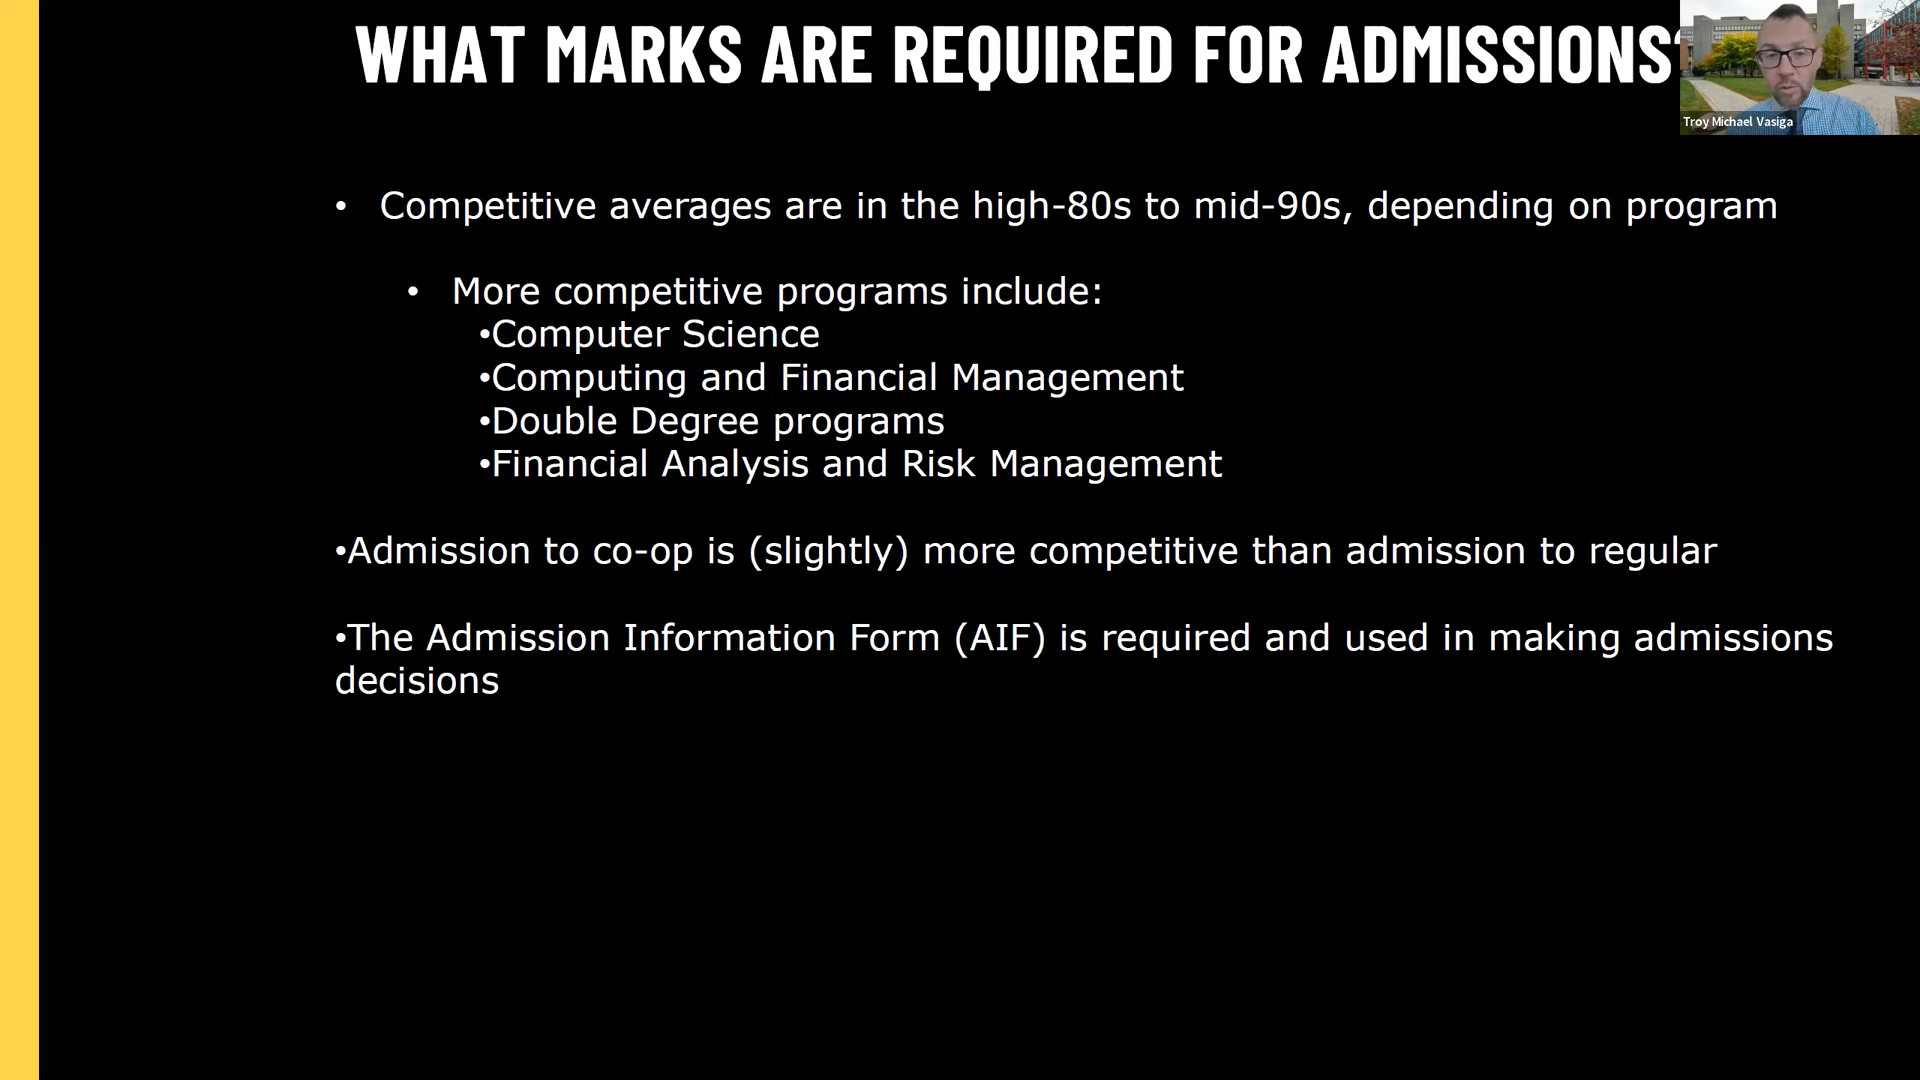 WHAT MARKS ARE REQUIRED FOR ADMISSIONS?
Troy Michael Vasiga
• Competitive averages are in the high-80s to mid-90s, depending on program
• More competitive programs include:
•Computer Science
•Computing and Financial Management
•Double Degree programs
•Financial Analysis and Risk Management
•Admission to co-op is (slightly) more competitive than admission to regular
•The Admission Information Form (AIF) is required and used in making admissions
decisions